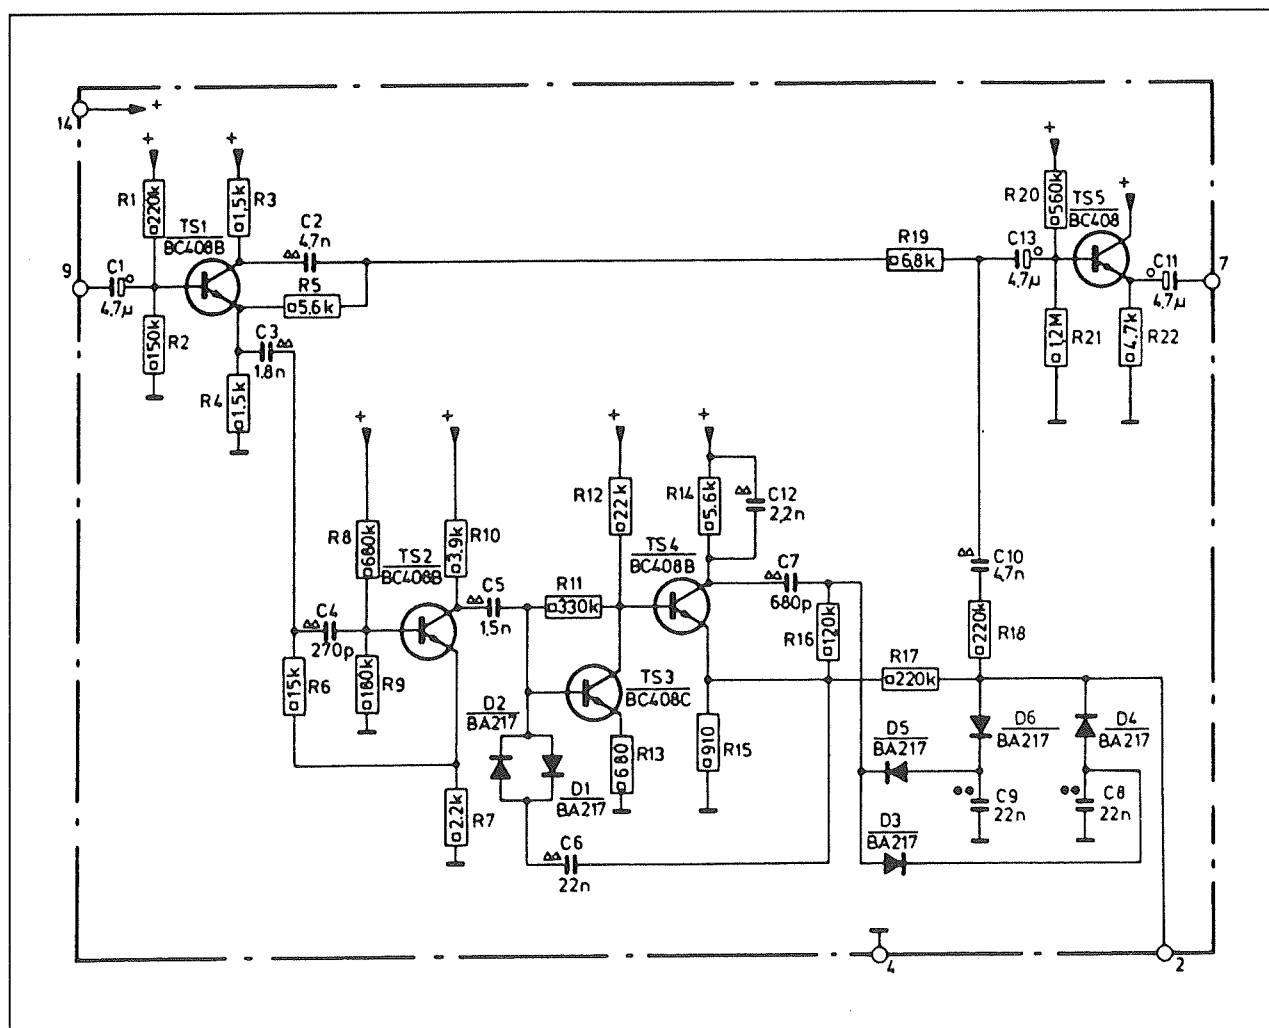 14
+
+
+
R1
220k
1,5k
R3
TS1
BC408B
C2
4,7n
9
C1
4,7µ
R5
5,6k
150k
R2
C3
1,8n
R4
1,5k
R19
6,8k
+
R20
560k
TS5
BC408
+
C13
4,7µ
C11
4,7µ
7
1,2M
R21
4,7k
R22
+
+
R8
680k
TS2
BC408B
3,9k
R10
C4
270p
15k
R6
180k
R9
2,2k
R7
C5
1,5n
R11
330k
+
R12
22k
+
R14
5,6k
C12
2,2n
TS4
BC408B
C7
680p
R16
120k
TS3
BC408C
D2
BA217
680
R13
910
R15
D1
BA217
C6
22n
R17
220k
C10
4,7n
220k
R18
D5
BA217
D6
BA217
D4
BA217
C9
22n
C8
22n
D3
BA217
4
2